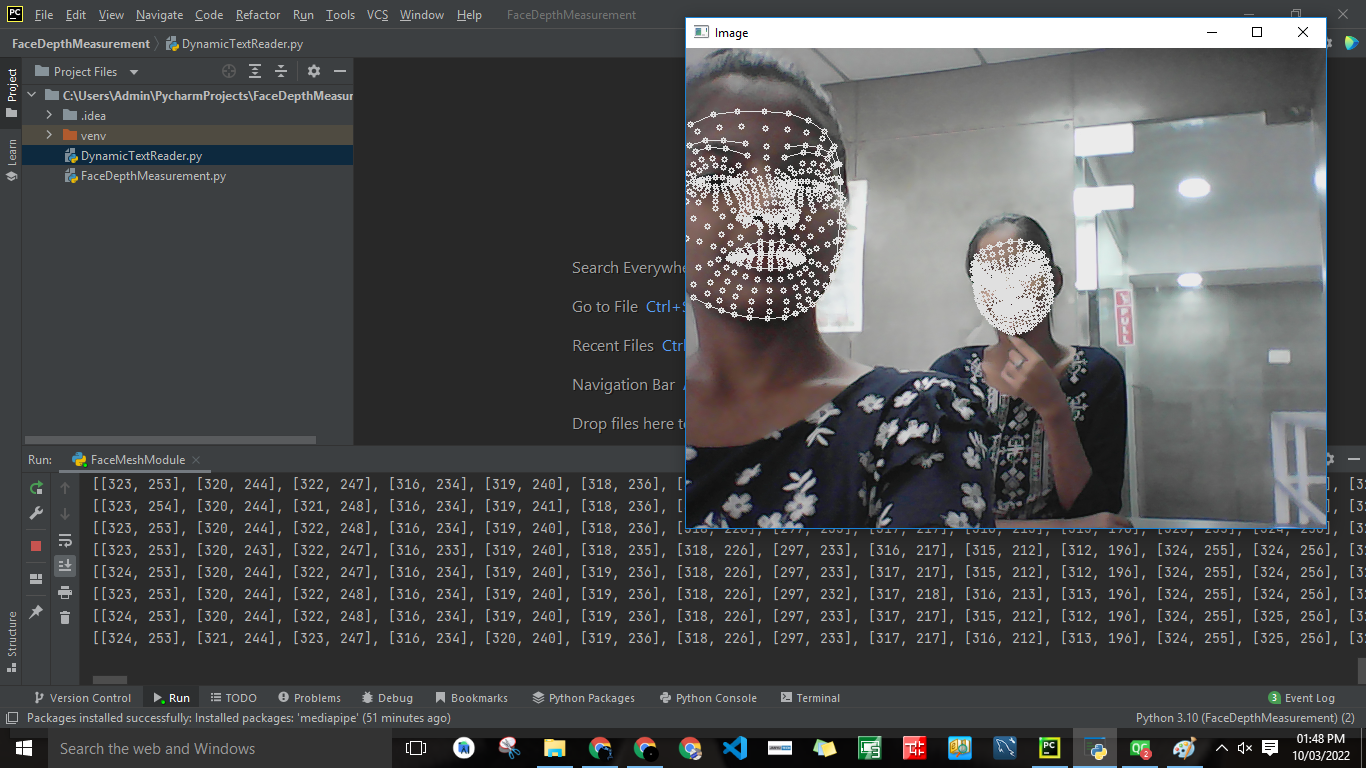 PC File Edit View Navigate Code Refactor Run Tools VCS Window Help FaceDepthMeasurement
Image
FaceDepthMeasurement DynamicTextReader.py
Project
Project Files
C:\Users\Admin\PycharmProjects\FaceDepthMeasur
.idea
venv
Learn
DynamicTextReader.py
FaceDepthMeasurement.py
Search Everywhe
Go to File Ctrl+S
Recent Files Ctrl
Navigation Bar
Drop files here to
PULL
Run: FaceMeshModule
[[323, 253], [320, 244], [322, 247], [316, 234], [319, 240], [318, 236],
[[323, 254], [320, 244], [321, 248], [316, 234], [319, 241], [318, 236],
[[323, 253], [320, 244], [322, 248], [316, 234], [319, 240], [318, 236],
[[323, 253], [320, 243], [322, 247], [316, 233], [319, 240], [318, 235], [318, 226], [297, 233], [316, 217], [315, 212], [312, 196], [324, 255], [324, 256],
[[324, 253], [320, 244], [322, 247], [316, 234], [319, 240], [319, 236], [318, 226], [297, 233], [317, 217], [315, 212], [312, 196], [324, 255], [324, 256],
[[324, 253], [320, 244], [322, 248], [316, 234], [319, 240], [319, 236], [318, 226], [297, 232], [317, 218], [316, 213], [313, 196], [324, 255], [324, 256],
[[324, 253], [320, 244], [322, 247], [316, 234], [319, 240], [319, 236], [318, 226], [297, 233], [317, 217], [315, 212], [312, 196], [324, 255], [325, 256],
[[324, 253], [321, 244], [323, 247], [316, 234], [320, 240], [319, 236], [318, 226], [297, 233], [317, 217], [316, 212], [313, 196], [324, 255], [325, 256],
Structure
Version Control Run TODO Problems Debug Bookmarks Python Packages Python Console Terminal 3 Event Log
Packages installed successfully: Installed packages: 'mediapipe' (51 minutes ago) Python 3.10 (FaceDepthMeasurement) (2)
Search the web and Windows
PC
QC
2
01:48 PM
10/03/2022